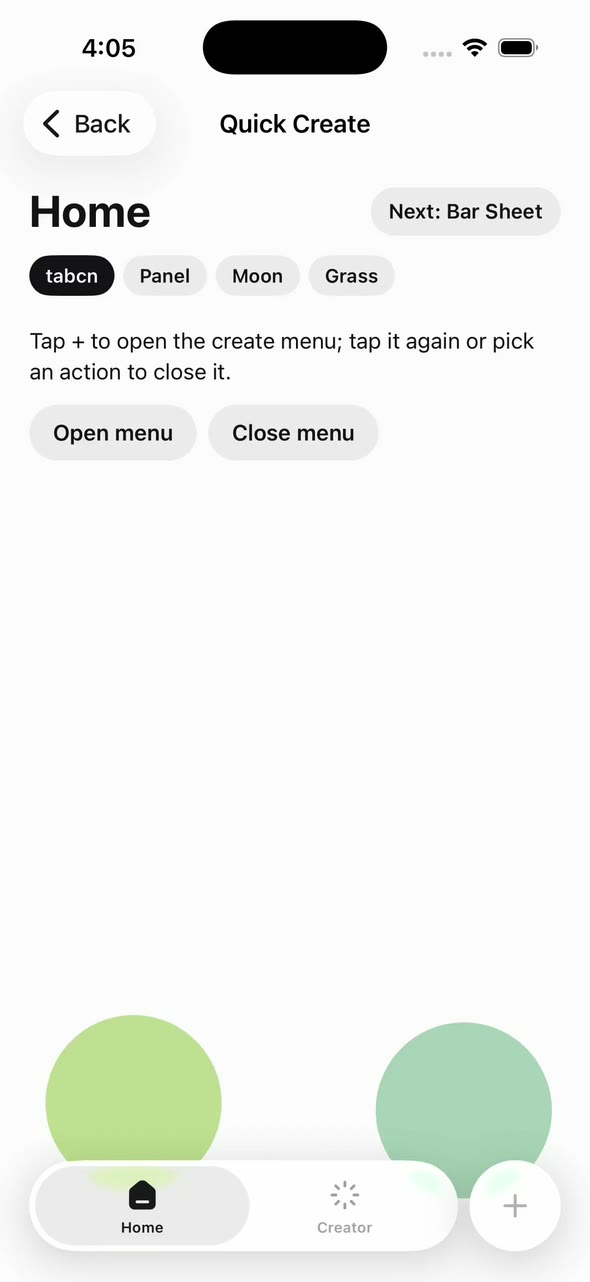 4:05
Back
Quick Create
Home
Next: Bar Sheet
tabcn
Panel
Moon
Grass
Tap + to open the create menu; tap it again or pick
an action to close it.
Open menu
Close menu
Home
Creator